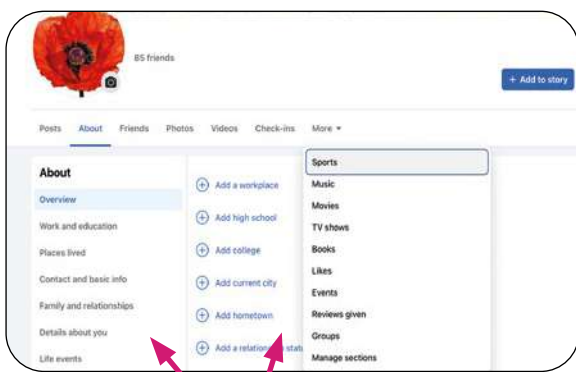 85 friends
+ Add to story
Posts About Friends Photos Videos Check-ins More
About
Overview
Work and education
Places lived
Contact and basic info
Family and relationships
Details about you
Life events
Add a workplace
Add high school
Add college
Add current city
Add hometown
Add a relationship
Sports
Music
Movies
TV shows
Books
Likes
Events
Reviews given
Groups
Manage sections